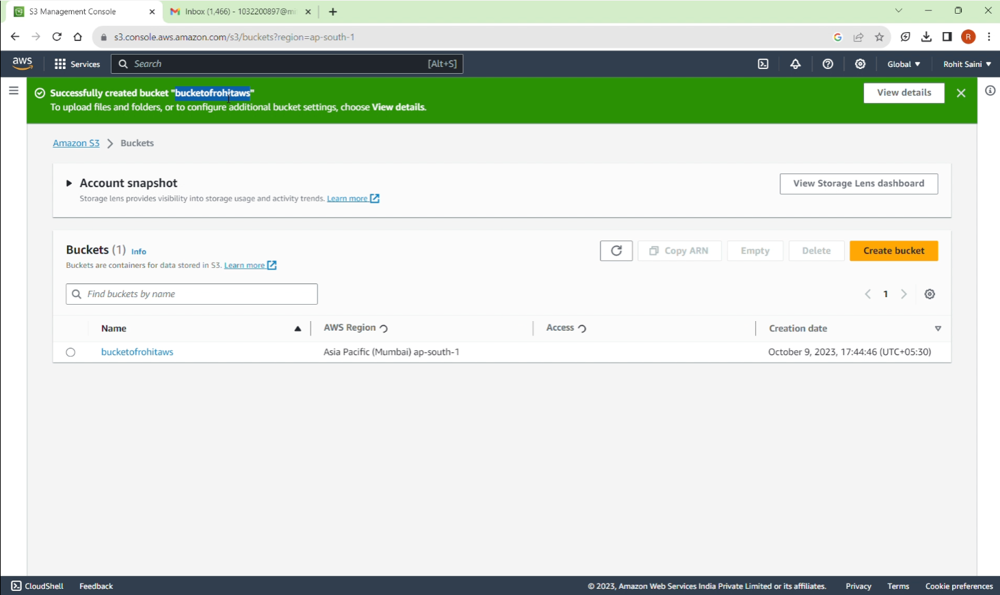 S3 Management Console
Inbox (1,466) - 1032200897@mi
s3.console.aws.amazon.com/s3/buckets?region=ap-south-1
R
aws
Services
Search
[Alt+S]
Global
Rohit Saini
Successfully created bucket "bucketofrohitaws"
To upload files and folders, or to configure additional bucket settings, choose View details.
View details
Amazon S3 > Buckets
Account snapshot
Storage lens provides visibility into storage usage and activity trends. Learn more
View Storage Lens dashboard
Buckets (1) Info
Buckets are containers for data stored in S3. Learn more
Copy ARN
Empty
Delete
Create bucket
Find buckets by name
1
Name
AWS Region
Access
Creation date
bucketofrohitaws
Asia Pacific (Mumbai) ap-south-1
October 9, 2023, 17:44:46 (UTC+05:30)
CloudShell
Feedback
© 2023, Amazon Web Services India Private Limited or its affiliates.
Privacy
Terms
Cookie preferences